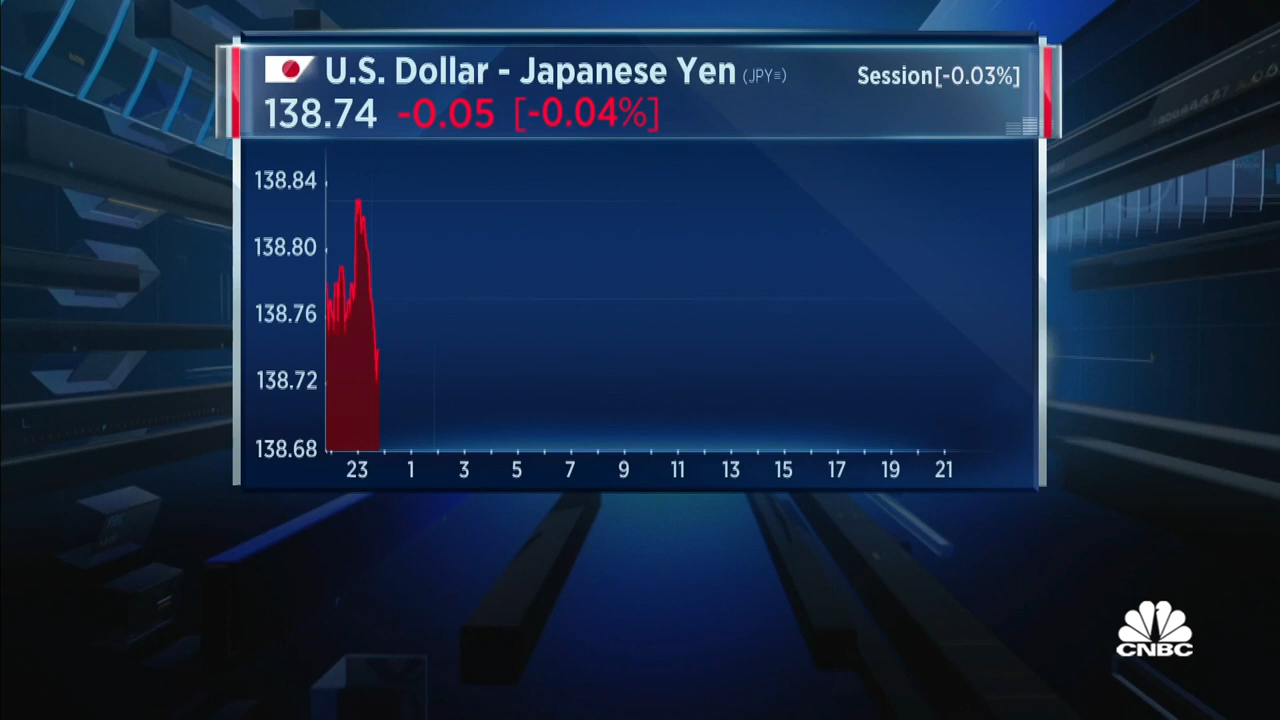 U.S. Dollar - Japanese Yen (JPY=)
Session[-0.03%]
138.74 -0.05 [-0.04%]
138.84
138.80
138.76
138.72
138.68
23 1 3 5 7 9 11 13 15 17 19 21
CNBC